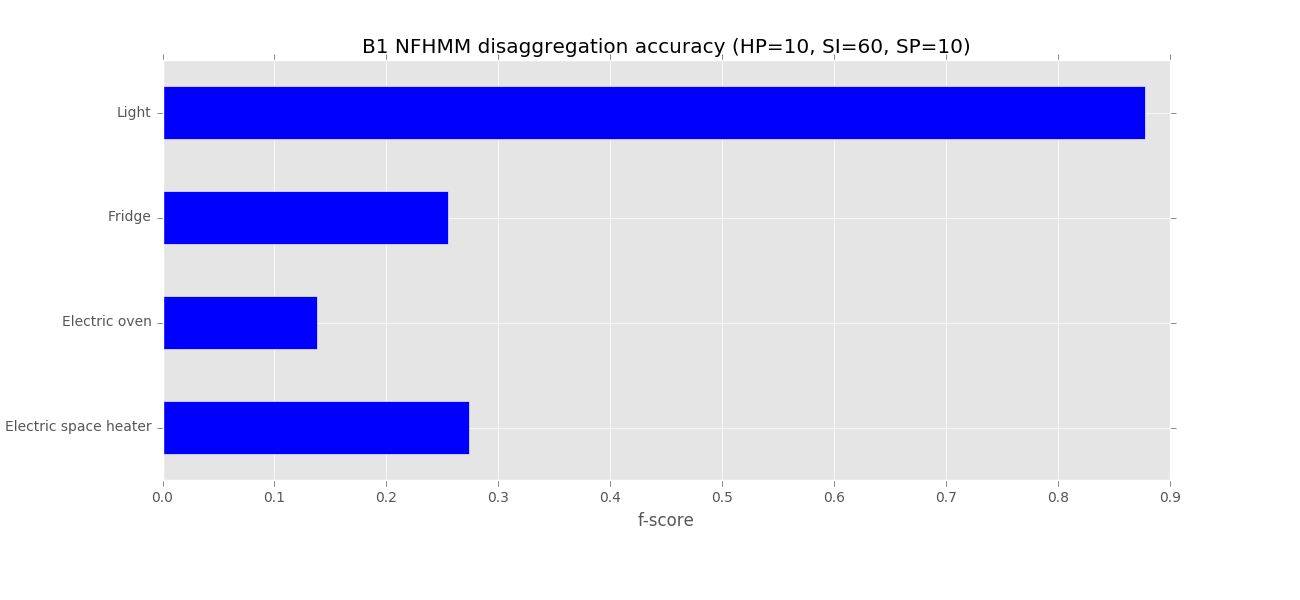 B1 NFHMM disaggregation accuracy (HP=10, SI=60, SP=10)
Light
Fridge
Electric oven
Electric space heater
0.0 0.1 0.2 0.3 0.4 0.5 0.6 0.7 0.8 0.9
f-score